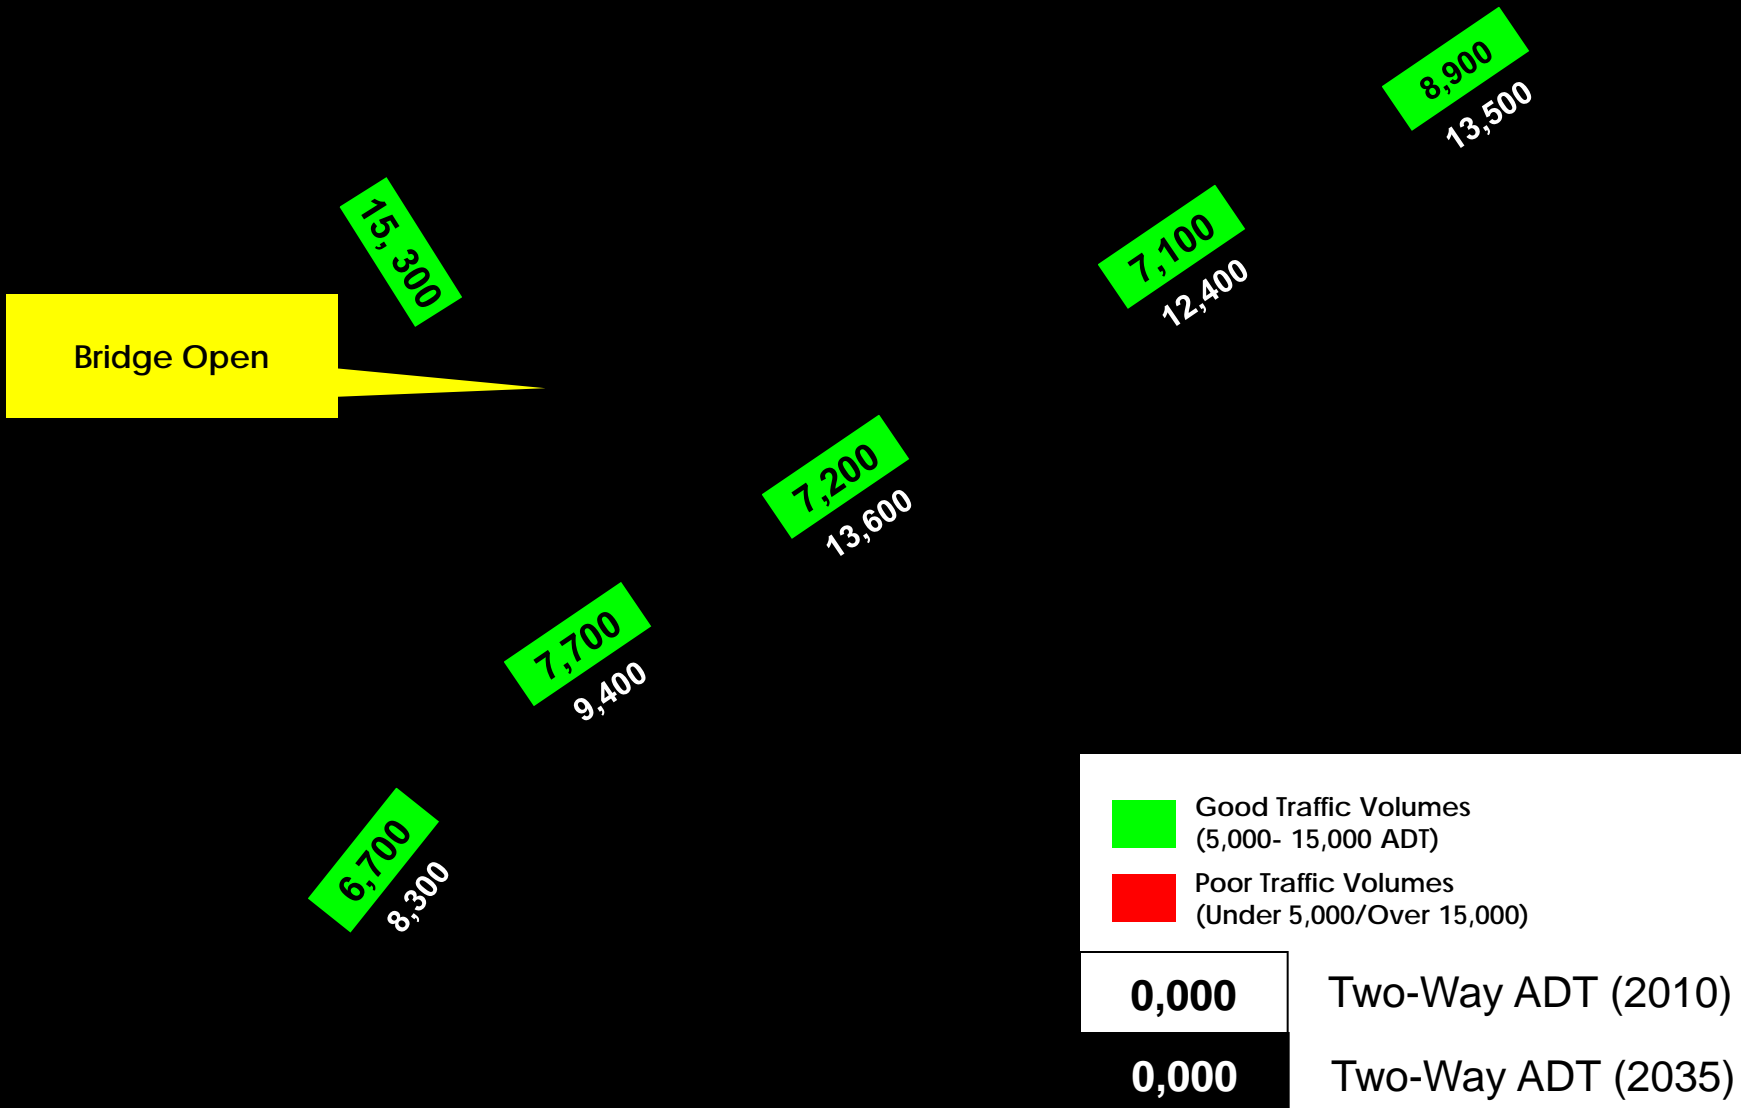 8,900
13,500
15, 300
7,100
12,400
Bridge Open
7,200
13,600
7,700
9,400
6,700
8,300
Good Traffic Volumes
(5,000- 15,000 ADT)
Poor Traffic Volumes
(Under 5,000/Over 15,000)
0,000 Two-Way ADT (2010)
0,000 Two-Way ADT (2035)